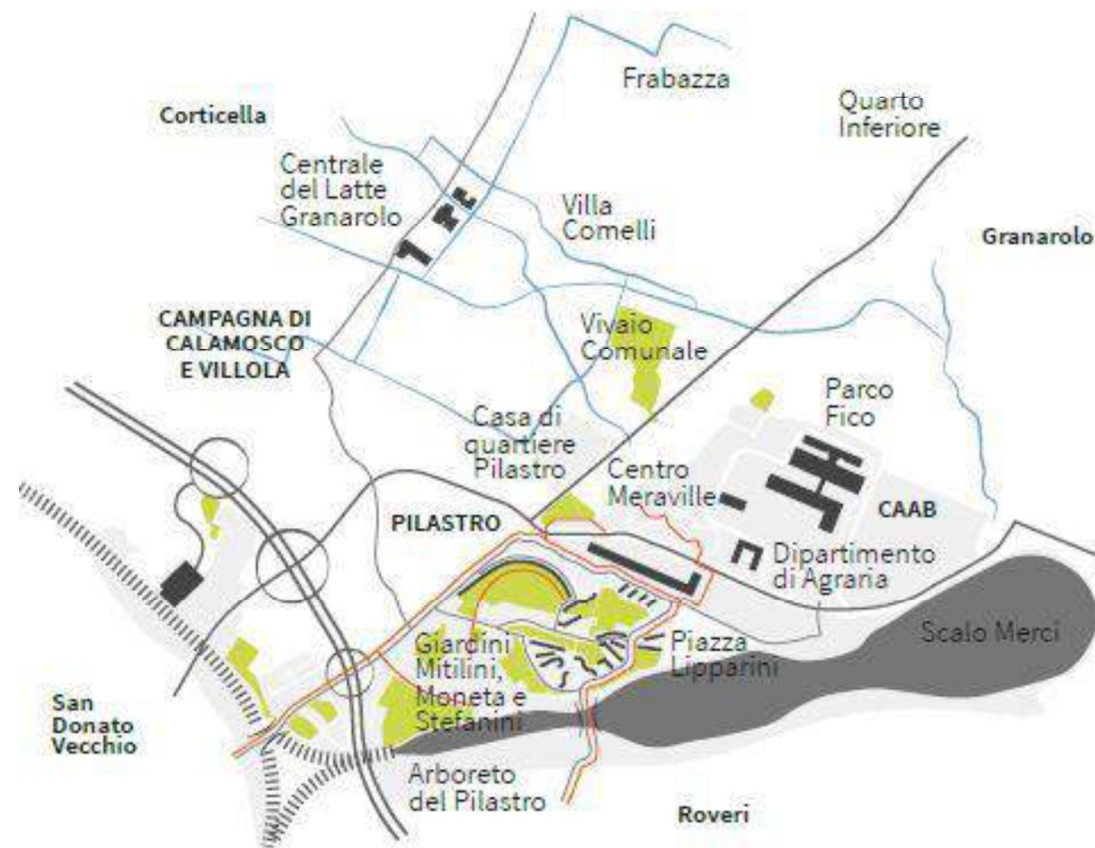 Frabazza
Quarto
Inferiore
Corticella
Centrale
del Latte
Granarolo
Villa
Comelli
Granarolo
CAMPAGNA DI
CALAMOSCO
E VILLOLA
Vivaio
Comunale
Parco
Fico
Casa di
quartiere
Pilastro
Centro
Meraville
PILASTRO
CAAB
Dipartimento
di Agraria
Giardini
Mitilini,
Moneta e
Stefanini
Piazza
Lipparini
Scalo Merci
San
Donato
Vecchio
Arboreto
del Pilastro
Roveri